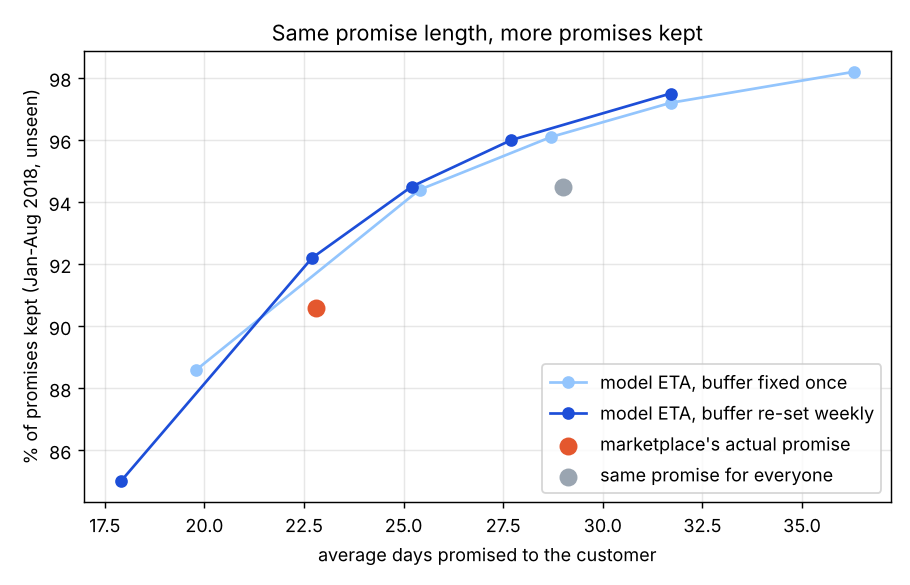 Same promise length, more promises kept
% of promises kept (Jan-Aug 2018, unseen)
98
96
94
92
90
88
86
model ETA, buffer fixed once
model ETA, buffer re-set weekly
marketplace's actual promise
same promise for everyone
17.5 20.0 22.5 25.0 27.5 30.0 32.5 35.0
average days promised to the customer